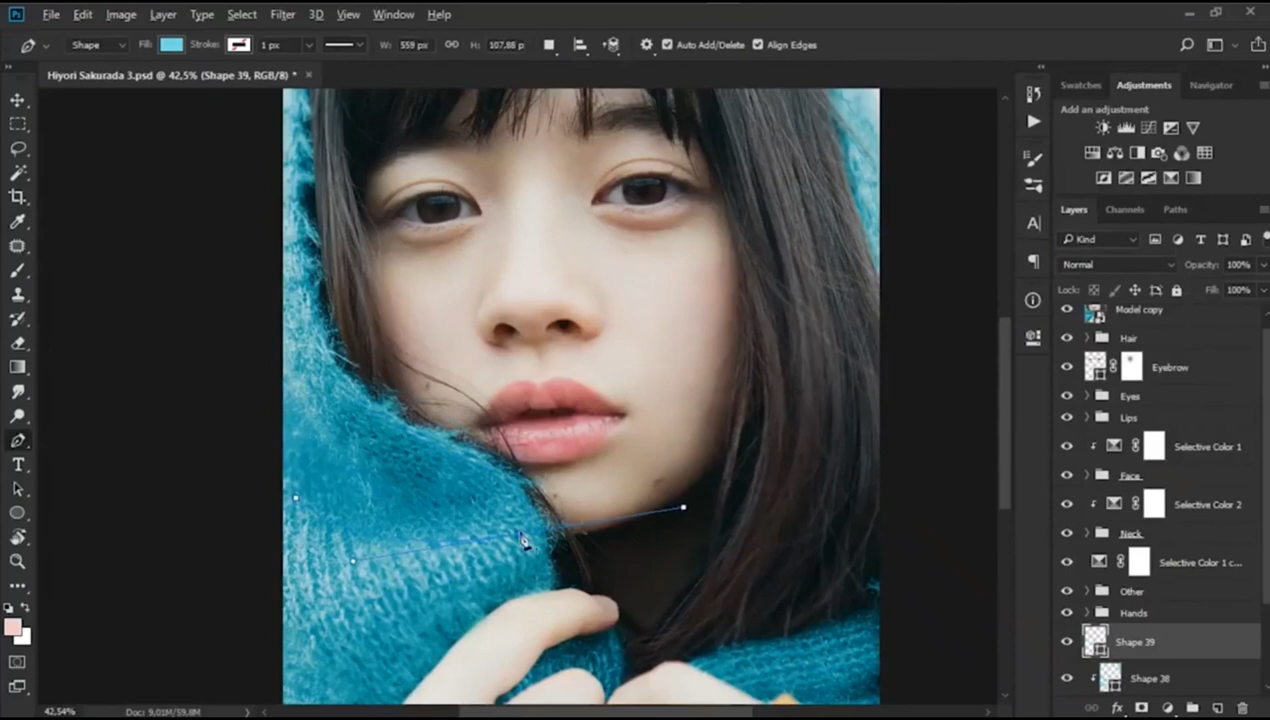 Ps File Edit Image Layer Type Select Filter 3D View Window Help
Shape Fill: Stroke: 1 px W: 559 px H: 107,88 p Auto Add/Delete Align Edges
Hiyori Sakurada 3.psd @ 42,5% (Shape 39, RGB/8) *
Swatches Adjustments Navigator
Add an adjustment
Layers Channels Paths
Kind
Normal Opacity: 100%
Lock: Fill: 100%
Model copy
Hair
Eyebrow
Eyes
Lips
Selective Color 1
Face
Selective Color 2
Neck
Selective Color 1 c...
Other
Hands
Shape 39
Shape 38
42,54% Doc: 9,01M/59,8M